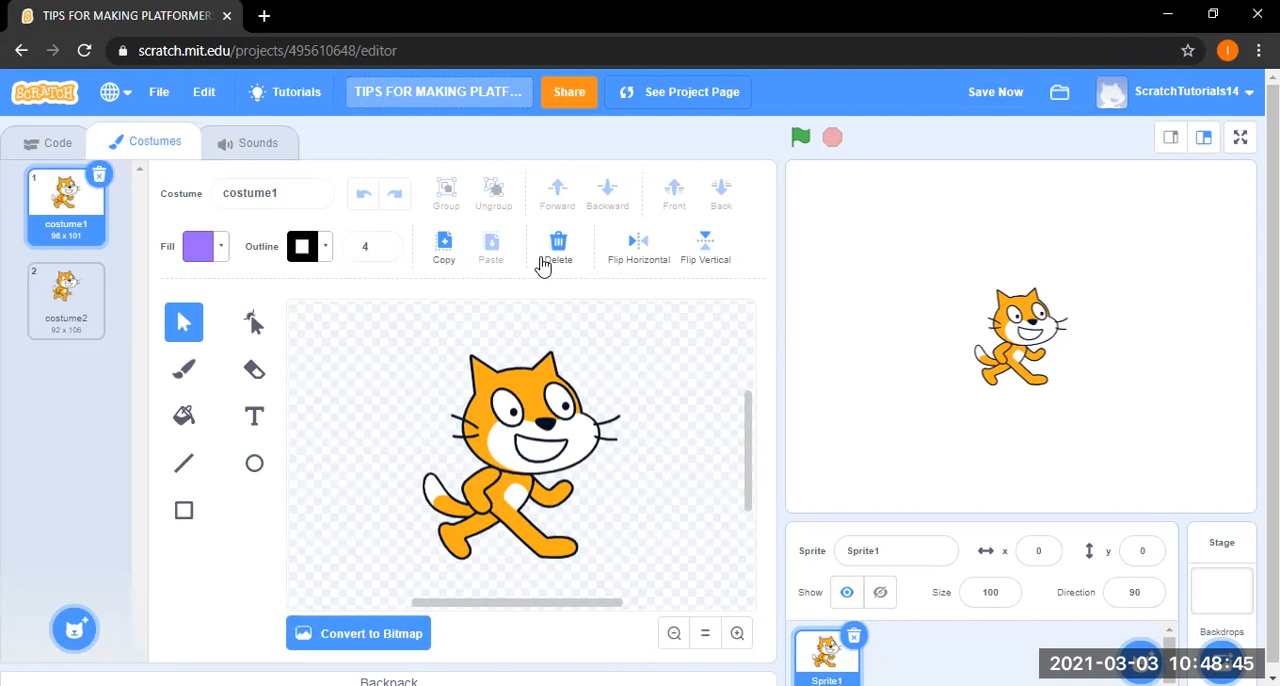 TIPS FOR MAKING PLATFORMER
scratch.mit.edu/projects/495610648/editor
I
SCRATCH
File
Edit
Tutorials
TIPS FOR MAKING PLATF...
Share
See Project Page
Save Now
ScratchTutorials14
Code
Costumes
Sounds
1
costume1
96 x 101
2
costume2
92 x 106
Costume
costume1
Group
Ungroup
Forward
Backward
Front
Back
Fill
Outline
4
Copy
Paste
Delete
Flip Horizontal
Flip Vertical
T
Convert to Bitmap
Backpack
Sprite
Sprite1
x
0
y
0
Show
Size
100
Direction
90
Stage
Backdrops
Sprite1
2021-03-03 10:48:45